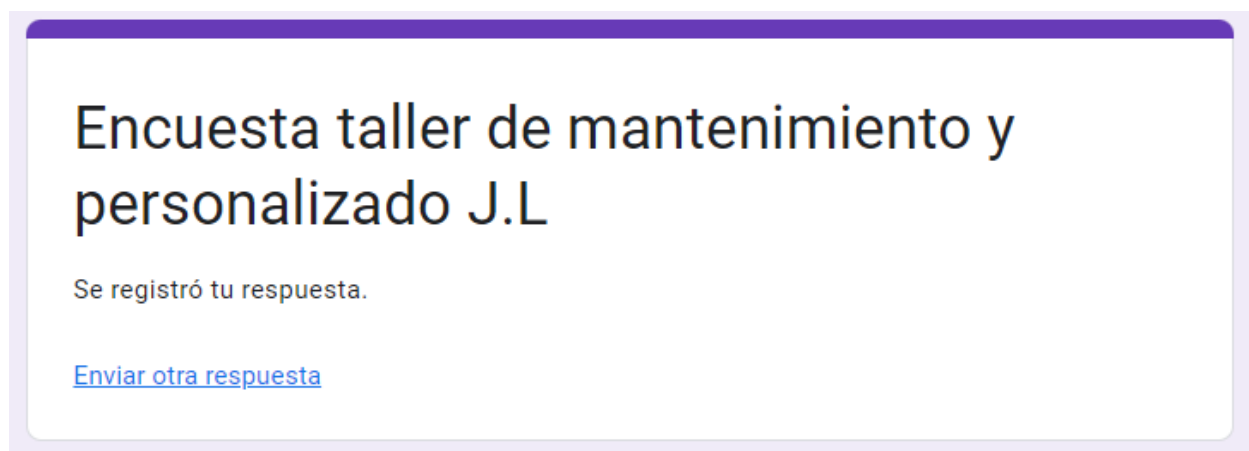 Encuesta taller de mantenimiento y
personalizado J.L
Se registró tu respuesta.
Enviar otra respuesta